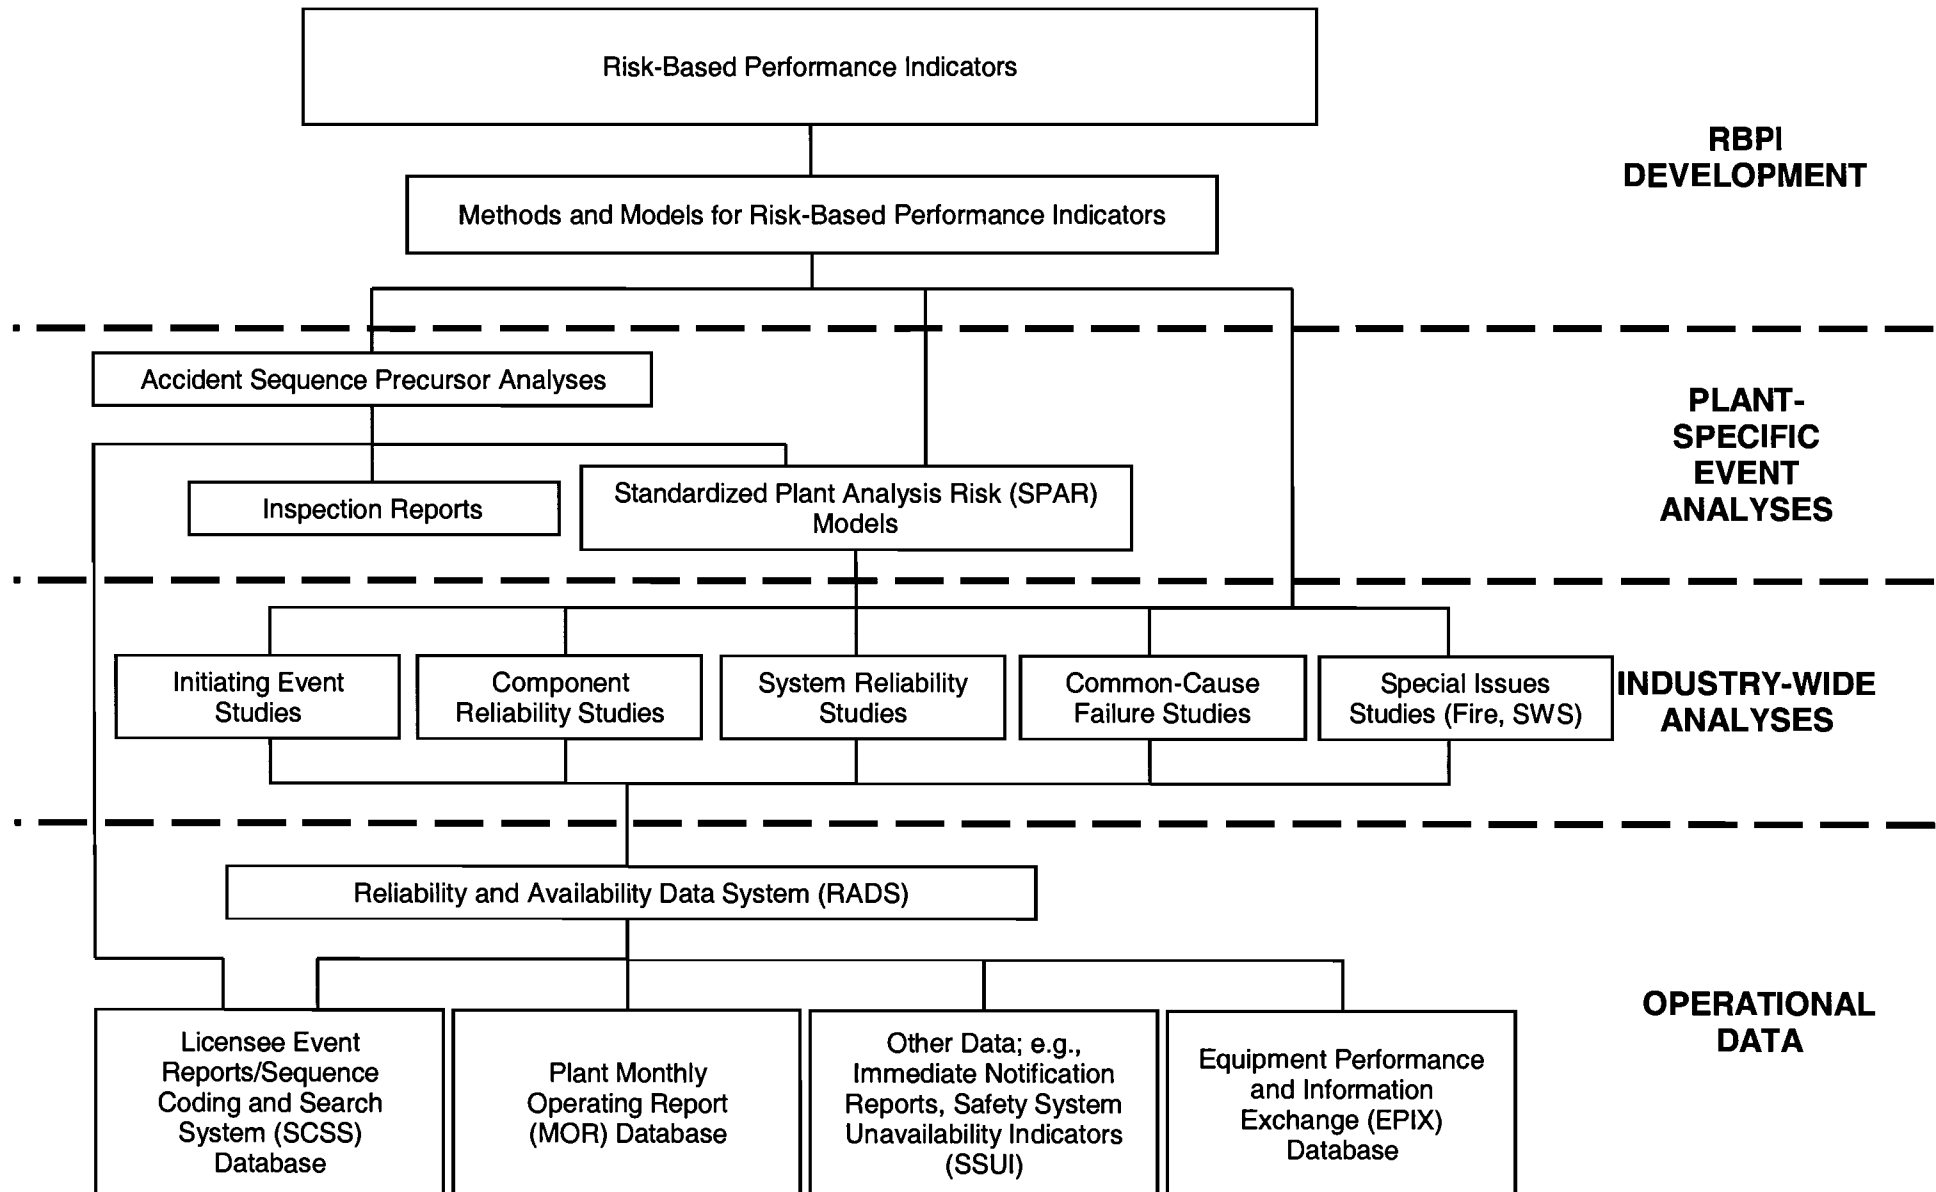 Risk-Based Performance Indicators
RBPI
DEVELOPMENT
Methods and Models for Risk-Based Performance Indicators
Accident Sequence Precursor Analyses
PLANT-
SPECIFIC
EVENT
ANALYSES
Inspection Reports
Standardized Plant Analysis Risk (SPAR)
Models
Initiating Event
Studies
Component
Reliability Studies
System Reliability
Studies
Common-Cause
Failure Studies
Special Issues
Studies (Fire, SWS)
INDUSTRY-WIDE
ANALYSES
Reliability and Availability Data System (RADS)
OPERATIONAL
DATA
Licensee Event
Reports/Sequence
Coding and Search
System (SCSS)
Database
Plant Monthly
Operating Report
(MOR) Database
Other Data; e.g.,
Immediate Notification
Reports, Safety System
Unavailability Indicators
(SSUI)
Equipment Performance
and Information
Exchange (EPIX)
Database